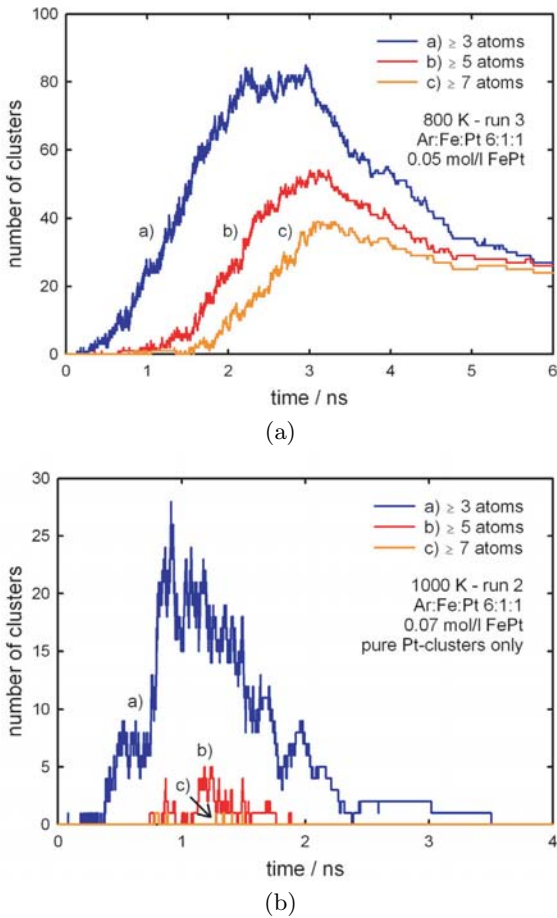 100
80
60
40
20
0
number of clusters
a) ≥ 3 atoms
b) ≥ 5 atoms
c) ≥ 7 atoms
800 K - run 3
Ar:Fe:Pt 6:1:1
0.05 mol/l FePt
a)
b)
c)
0 1 2 3 4 5 6
time / ns
(a)
30
25
20
15
10
5
0
number of clusters
a) ≥ 3 atoms
b) ≥ 5 atoms
c) ≥ 7 atoms
1000 K - run 2
Ar:Fe:Pt 6:1:1
0.07 mol/l FePt
pure Pt-clusters only
a)
b)
c)
0 1 2 3 4
time / ns
(b)